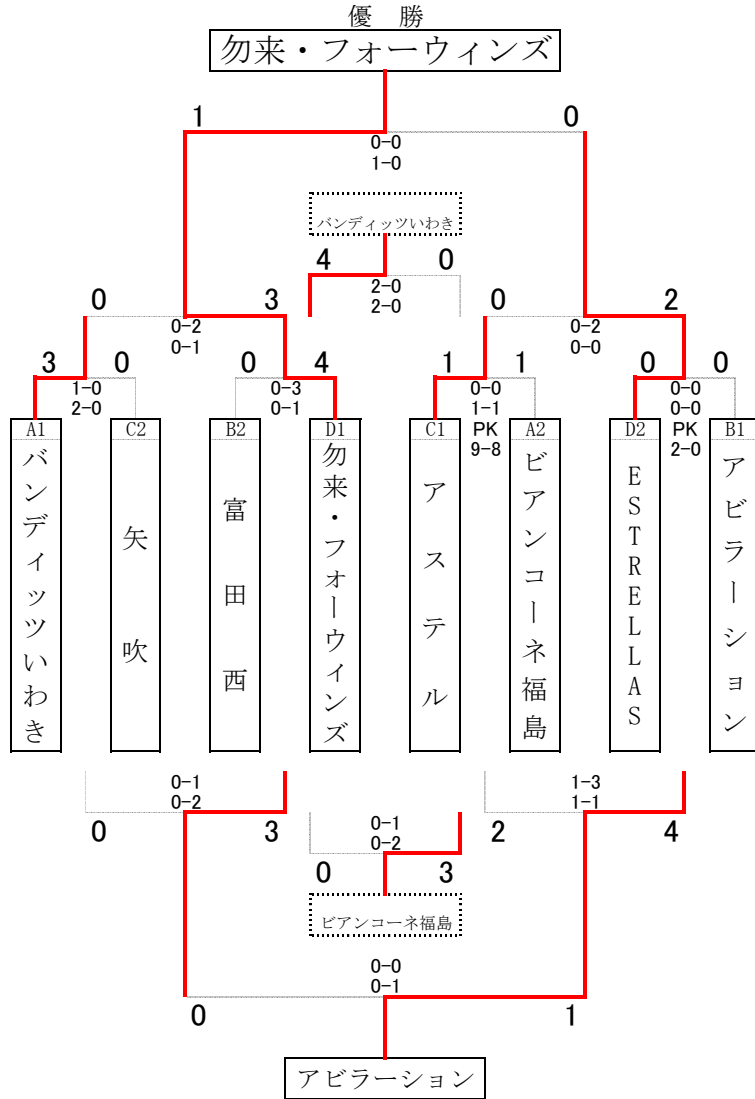 優 勝
勿来・フォーウィンズ
1 0
0-0
1-0
バンディッツいわき
4 0
2-0
2-0
0 3 0 2
0-2 0-2
0-1 0-0
3 0 0 4 1 1 0 0
1-0 0-3 0-0 0-0
2-0 0-1 1-1 0-0
PK PK
9-8 2-0
A1 C2 B2 D1 C1 A2 D2 B1
バンディッツいわき
矢吹
富田西
勿来・フォーウィンズ
アステル
ビアンコーネ福島
ESTRELLAS
アビラーション
0-1 1-3
0-2 1-1
0 3 2 4
0-1
0-2
0 3
ビアンコーネ福島
0-0
0-1
0 1
アビラーション